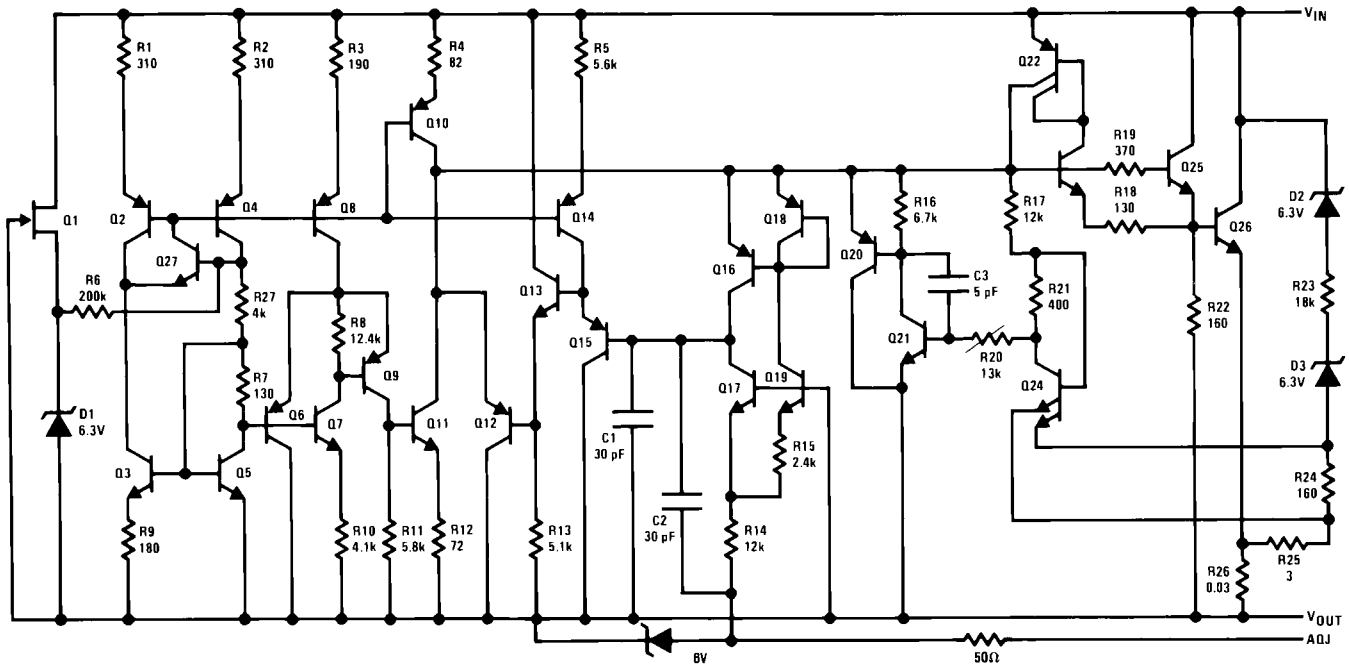 VIN
R1
310
R2
310
R3
190
R4
82
R5
5.6k
Q22
Q10
R19
370
Q25
D2
6.3V
Q1
Q2
Q4
Q8
Q14
Q18
R16
6.7k
R17
12k
R18
130
Q26
Q27
Q20
Q16
R6
200k
R27
4k
Q13
C3
5 pF
R21
400
R23
18k
R8
12.4k
Q15
Q21
R20
13k
R22
160
R7
130
Q9
Q17
Q19
Q24
D3
6.3V
D1
6.3V
Q6
Q7
Q11
Q12
C1
30 pF
R15
2.4k
Q3
Q5
R24
160
R9
180
R10
4.1k
R11
5.8k
R12
72
R13
5.1k
C2
30 pF
R14
12k
R25
3
R26
0.03
VOUT
ADJ
6V
50Ω